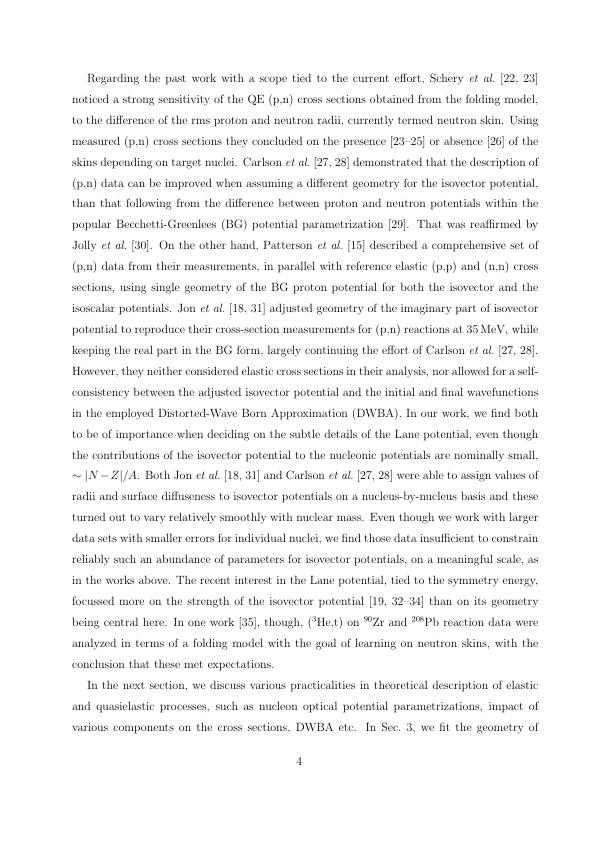 Regarding the past work with a scope tied to the current effort, Schery et al. [22, 23]
noticed a strong sensitivity of the QE (p,n) cross sections obtained from the folding model,
to the difference of the rms proton and neutron radii, currently termed neutron skin. Using
measured (p,n) cross sections they concluded on the presence [23–25] or absence [26] of the
skins depending on target nuclei. Carlson et al. [27, 28] demonstrated that the description of
(p,n) data can be improved when assuming a different geometry for the isovector potential,
than that following from the difference between proton and neutron potentials within the
popular Becchetti-Greenlees (BG) potential parametrization [29]. That was reaffirmed by
Jolly et al. [30]. On the other hand, Patterson et al. [15] described a comprehensive set of
(p,n) data from their measurements, in parallel with reference elastic (p,p) and (n,n) cross
sections, using single geometry of the BG proton potential for both the isovector and the
isoscalar potentials. Jon et al. [18, 31] adjusted geometry of the imaginary part of isovector
potential to reproduce their cross-section measurements for (p,n) reactions at 35 MeV, while
keeping the real part in the BG form, largely continuing the effort of Carlson et al. [27, 28].
However, they neither considered elastic cross sections in their analysis, nor allowed for a self-
consistency between the adjusted isovector potential and the initial and final wavefunctions
in the employed Distorted-Wave Born Approximation (DWBA). In our work, we find both
to be of importance when deciding on the subtle details of the Lane potential, even though
the contributions of the isovector potential to the nucleonic potentials are nominally small,
∼ |N − Z|/A. Both Jon et al. [18, 31] and Carlson et al. [27, 28] were able to assign values of
radii and surface diffuseness to isovector potentials on a nucleus-by-nucleus basis and these
turned out to vary relatively smoothly with nuclear mass. Even though we work with larger
data sets with smaller errors for individual nuclei, we find those data insufficient to constrain
reliably such an abundance of parameters for isovector potentials, on a meaningful scale, as
in the works above. The recent interest in the Lane potential, tied to the symmetry energy,
focussed more on the strength of the isovector potential [19, 32–34] than on its geometry
being central here. In one work [35], though, (³He,t) on ⁹⁰Zr and ²⁰⁸Pb reaction data were
analyzed in terms of a folding model with the goal of learning on neutron skins, with the
conclusion that these met expectations.
In the next section, we discuss various practicalities in theoretical description of elastic
and quasielastic processes, such as nucleon optical potential parametrizations, impact of
various components on the cross sections, DWBA etc. In Sec. 3, we fit the geometry of
4